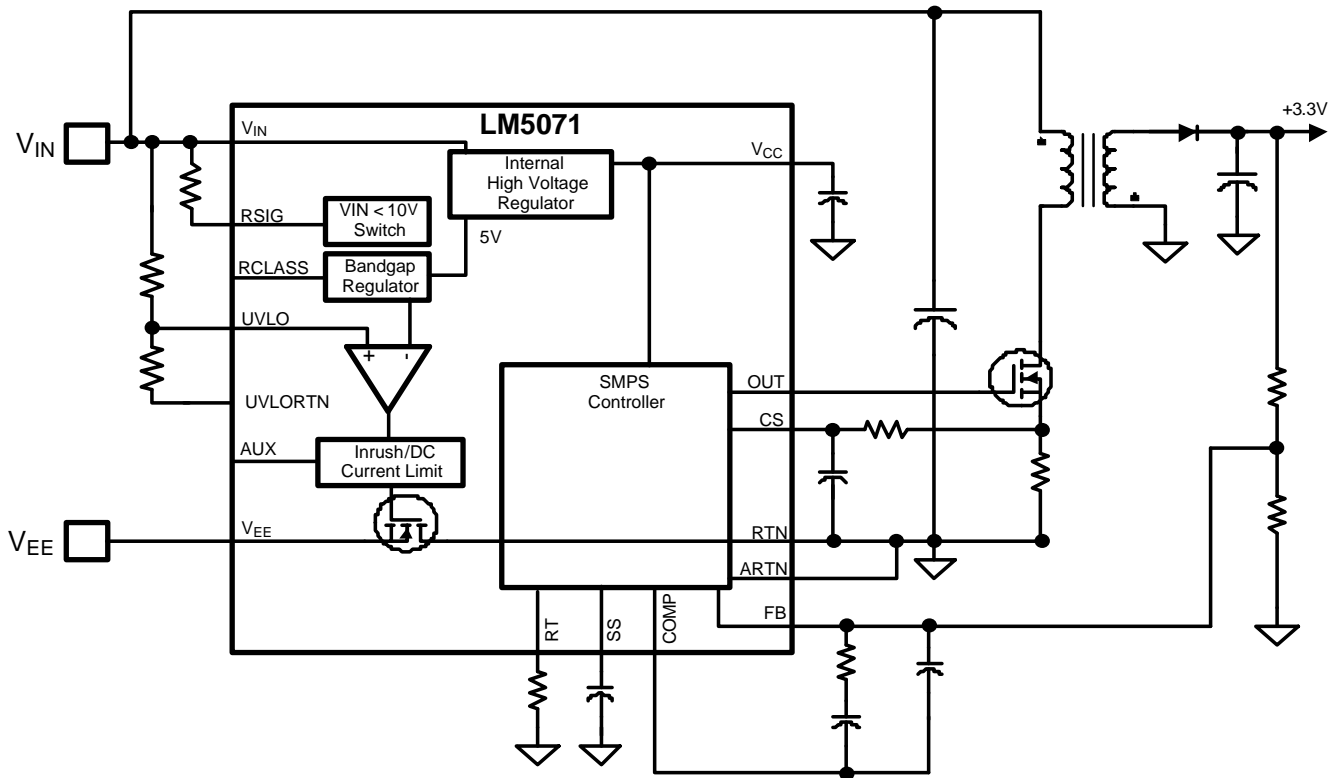 +3.3V
LM5071
VIN
VIN
VCC
Internal
High Voltage
Regulator
VIN < 10V
Switch
RSIG
5V
RCLASS
Bandgap
Regulator
UVLO
+ -
SMPS
Controller
OUT
CS
UVLORTN
AUX
Inrush/DC
Current Limit
VEE
VEE
RTN
ARTN
FB
RT
SS
COMP